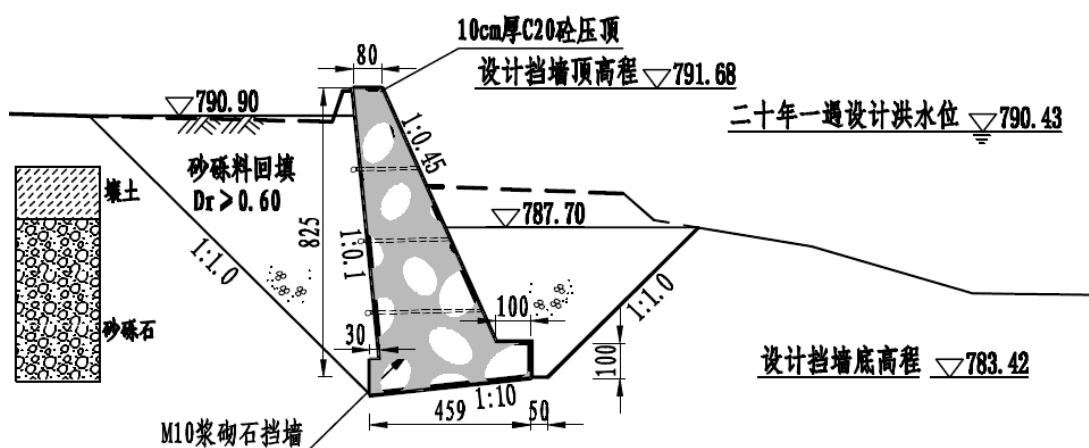 10cm厚C20砼压顶
80
设计挡墙顶高程 791.68
790.90
二十年一遇设计洪水位 790.43
1:0.45
砂砾料回填
Dr≥0.60
壤土
787.70
825
1:0.1
1:1.0
1:1.0
100
砂砾石
30
100
设计挡墙底高程 783.42
1:10
459
50
M10浆砌石挡墙